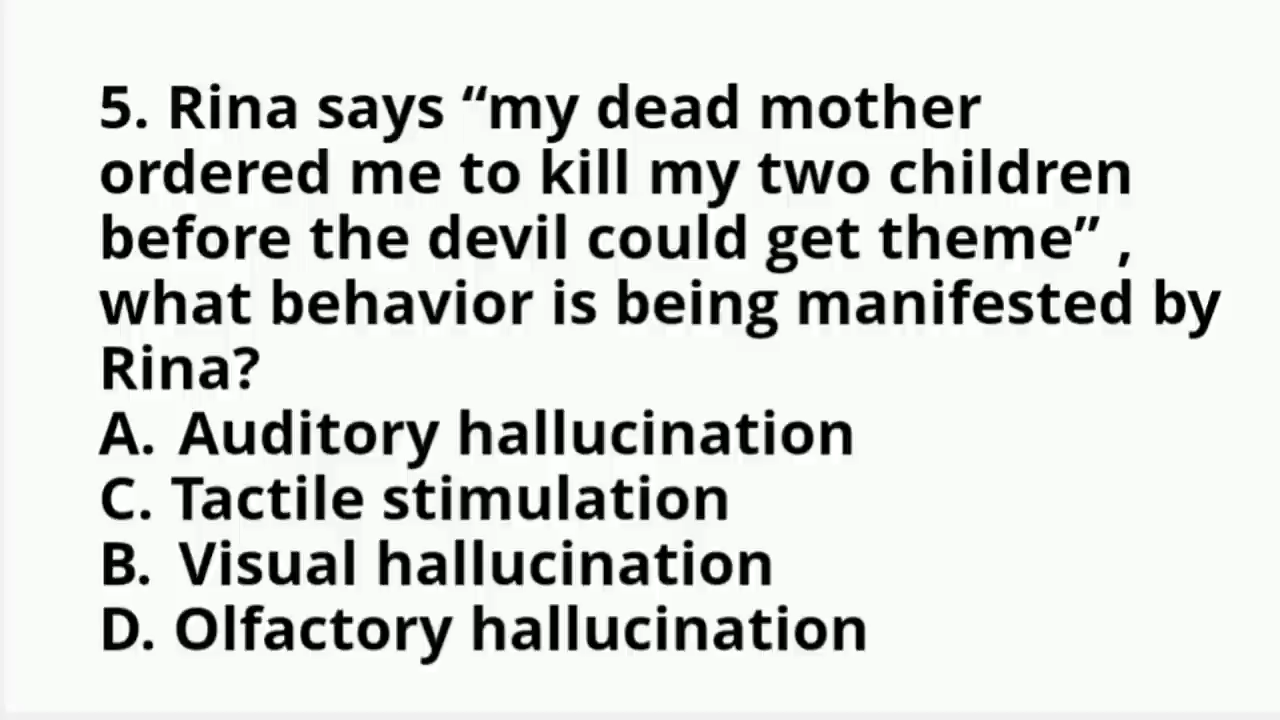 5. Rina says “my dead mother
ordered me to kill my two children
before the devil could get theme” ,
what behavior is being manifested by
Rina?
A. Auditory hallucination
C. Tactile stimulation
B. Visual hallucination
D. Olfactory hallucination